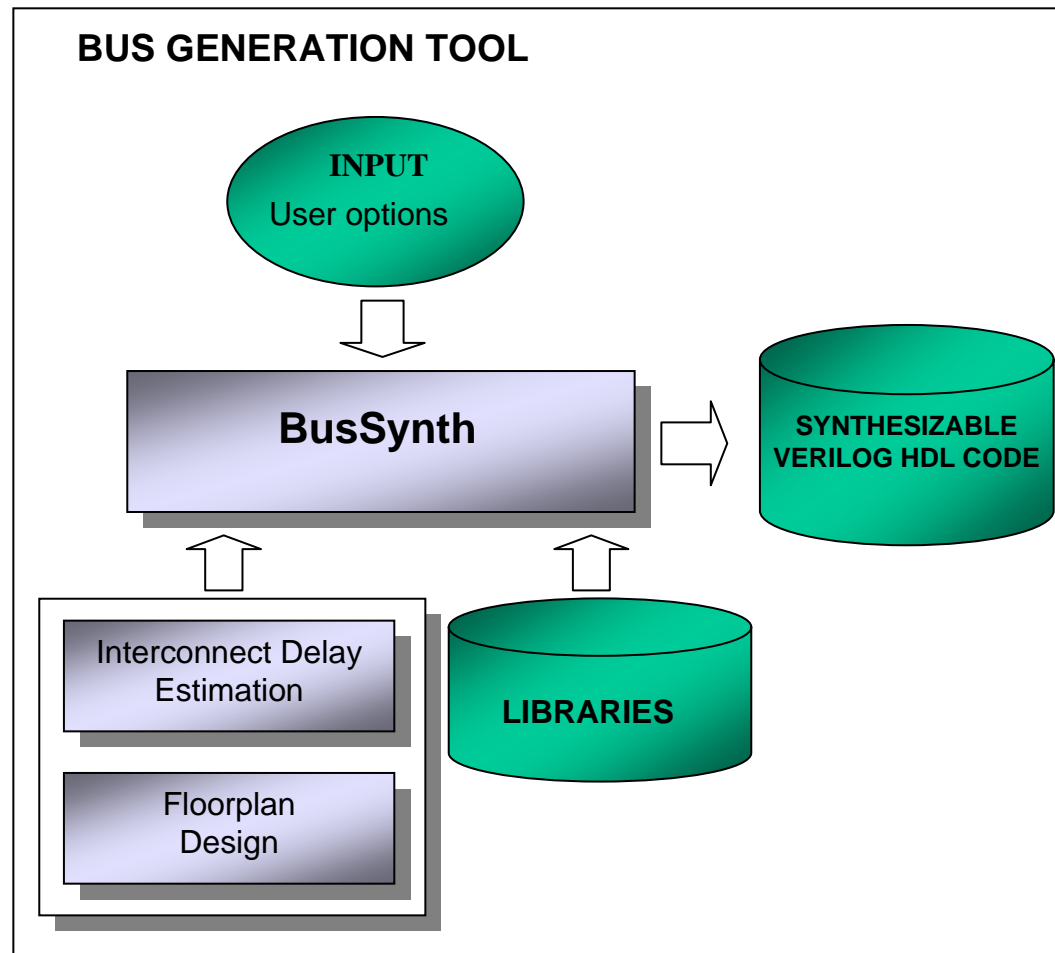 BUS GENERATION TOOL
INPUT
User options
BusSynth
SYNTHESIZABLE
VERILOG HDL CODE
Interconnect Delay
Estimation
LIBRARIES
Floorplan
Design